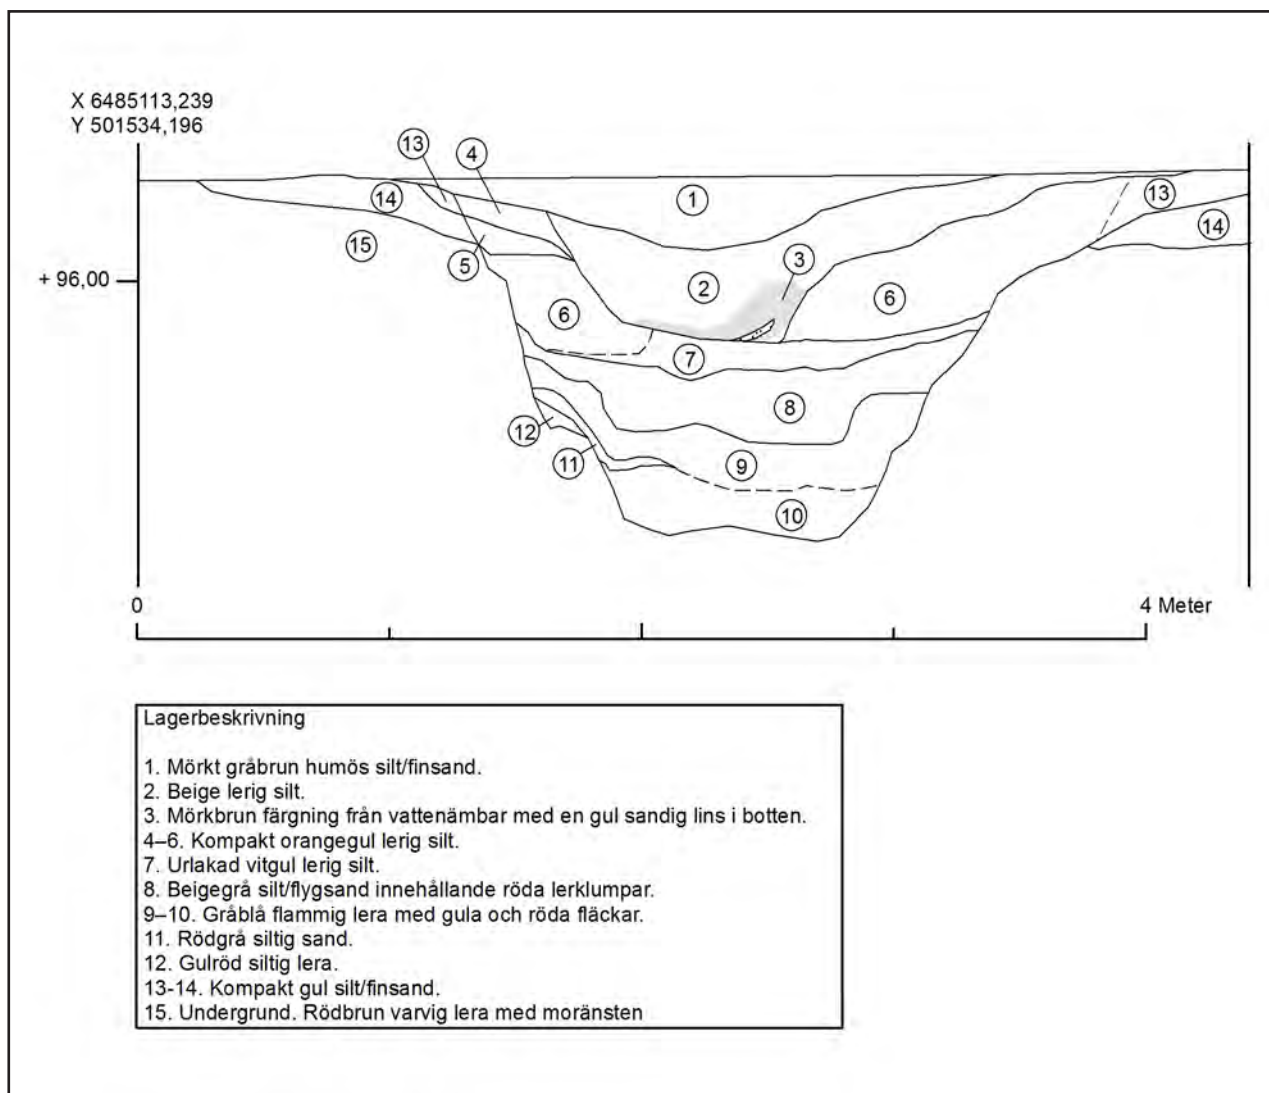 X 6485113,239
Y 501534,196
13
4
1
14
13
15
14
5
3
+ 96,00
2
6
6
7
8
12
11
9
10
0
4 Meter
Lagerbeskrivning
1. Mörkt gråbrun humös silt/finsand.
2. Beige lerig silt.
3. Mörkbrun färgning från vattenämbar med en gul sandig lins i botten.
4–6. Kompakt orangegul lerig silt.
7. Urlakad vitgul lerig silt.
8. Beigegrå silt/flygsand innehållande röda lerklumpar.
9–10. Gråblå flammig lera med gula och röda fläckar.
11. Rödgrå siltig sand.
12. Gulröd siltig lera.
13-14. Kompakt gul silt/finsand.
15. Undergrund. Rödbrun varvig lera med moränsten